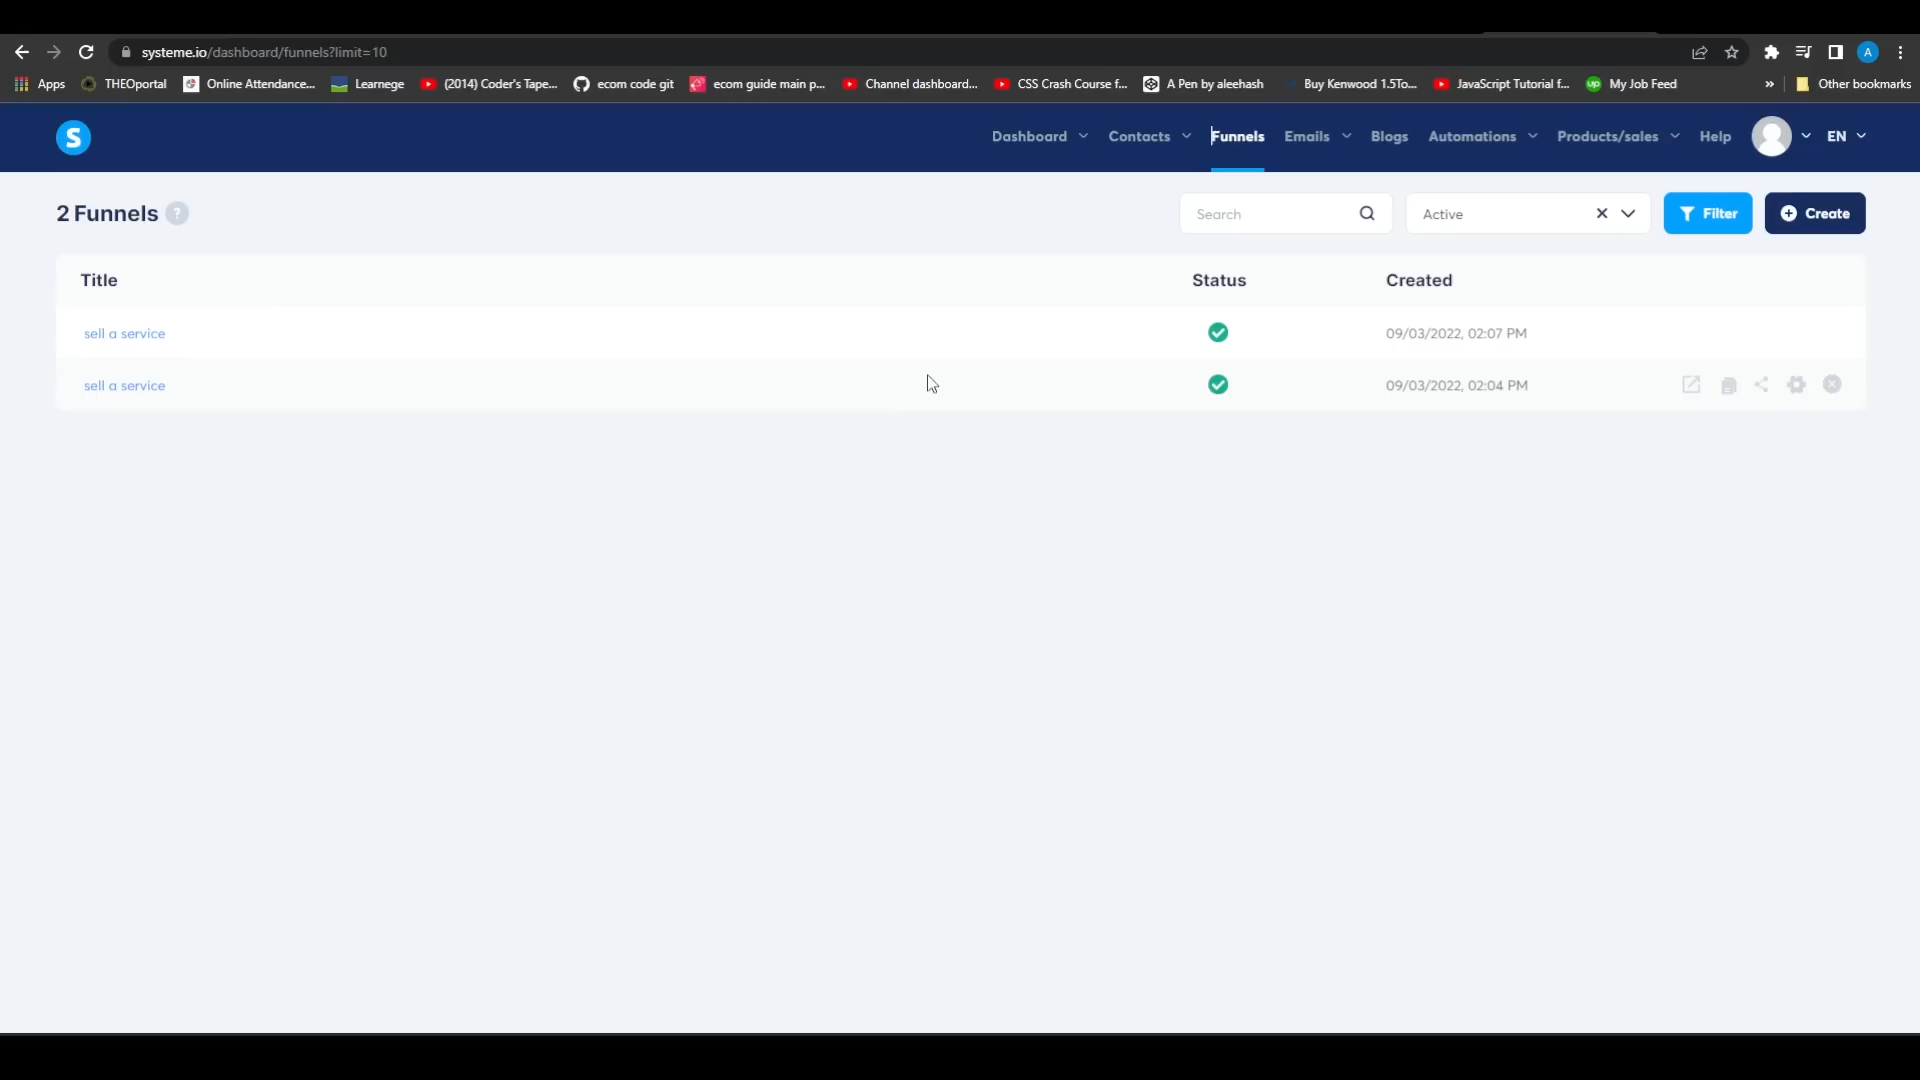 systeme.io/dashboard/funnels?limit=10
A
Apps THEOportal Online Attendance... Learnege (2014) Coder's Tape... ecom code git ecom guide main p... Channel dashboard... CSS Crash Course f... A Pen by aleehash Buy Kenwood 1.5To... JavaScript Tutorial f... up My Job Feed » Other bookmarks
S Dashboard Contacts Funnels Emails Blogs Automations Products/sales Help EN
2 Funnels ? Search Active Filter Create
Title Status Created
sell a service 09/03/2022, 02:07 PM
sell a service 09/03/2022, 02:04 PM